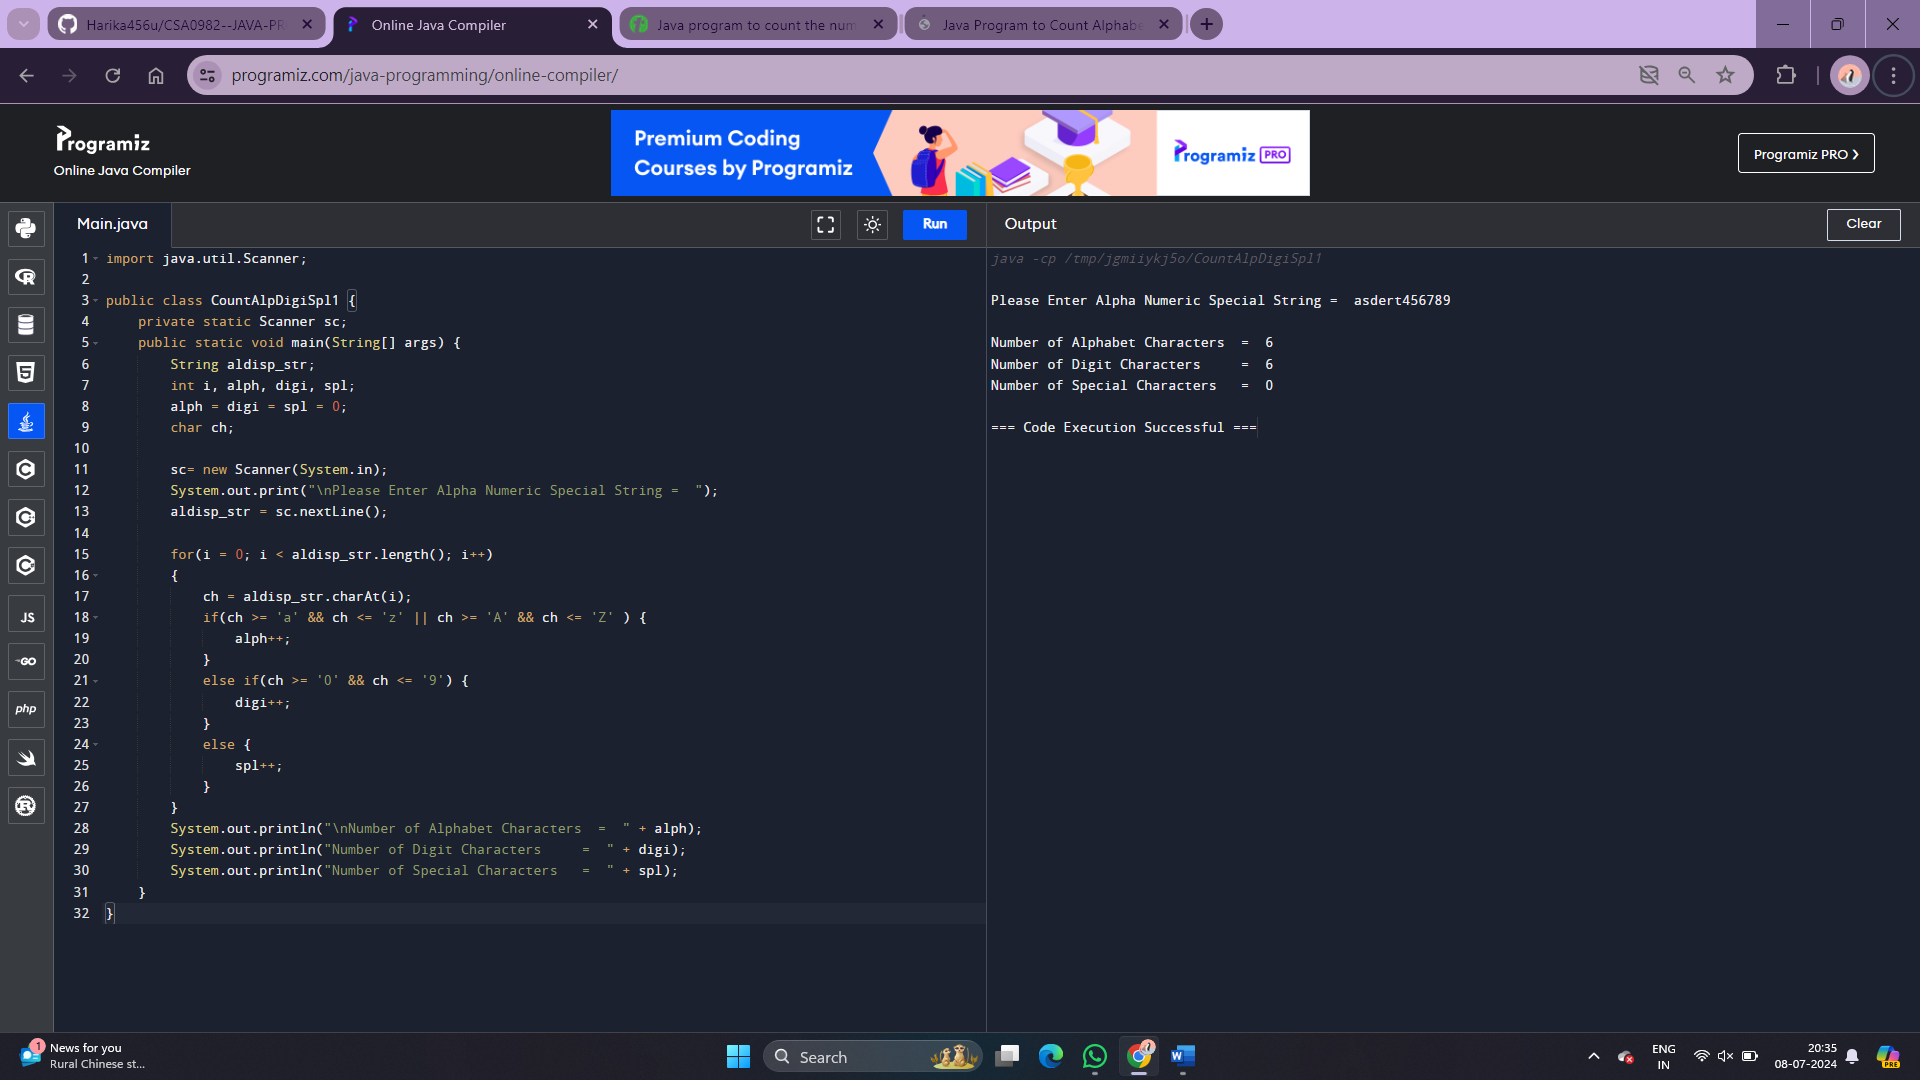 Harika456u/CSA0982--JAVA-PR
Online Java Compiler
Java program to count the num
Java Program to Count Alphabe
programiz.com/java-programming/online-compiler/
Programiz
Online Java Compiler
Premium Coding
Courses by Programiz
Programiz PRO
Programiz PRO ❯
Main.java
Run
Output
Clear
1 import java.util.Scanner;
2
3 public class CountAlpDigiSpl1 {
4     private static Scanner sc;
5     public static void main(String[] args) {
6         String aldisp_str;
7         int i, alph, digi, spl;
8         alph = digi = spl = 0;
9         char ch;
10
11         sc= new Scanner(System.in);
12         System.out.print("\nPlease Enter Alpha Numeric Special String =  ");
13         aldisp_str = sc.nextLine();
14
15         for(i = 0; i < aldisp_str.length(); i++)
16         {
17             ch = aldisp_str.charAt(i);
18             if(ch >= 'a' && ch <= 'z' || ch >= 'A' && ch <= 'Z' ) {
19                 alph++;
20             }
21             else if(ch >= '0' && ch <= '9') {
22                 digi++;
23             }
24             else {
25                 spl++;
26             }
27         }
28         System.out.println("\nNumber of Alphabet Characters  =  " + alph);
29         System.out.println("Number of Digit Characters     =  " + digi);
30         System.out.println("Number of Special Characters   =  " + spl);
31     }
32 }
java -cp /tmp/jgmiiykj5o/CountAlpDigiSpl1
Please Enter Alpha Numeric Special String =  asdert456789
Number of Alphabet Characters  =  6
Number of Digit Characters     =  6
Number of Special Characters   =  0
=== Code Execution Successful ===
JS
GO
php
1
News for you
Rural Chinese st...
Search
W
ENG
IN
20:35
08-07-2024
PRE